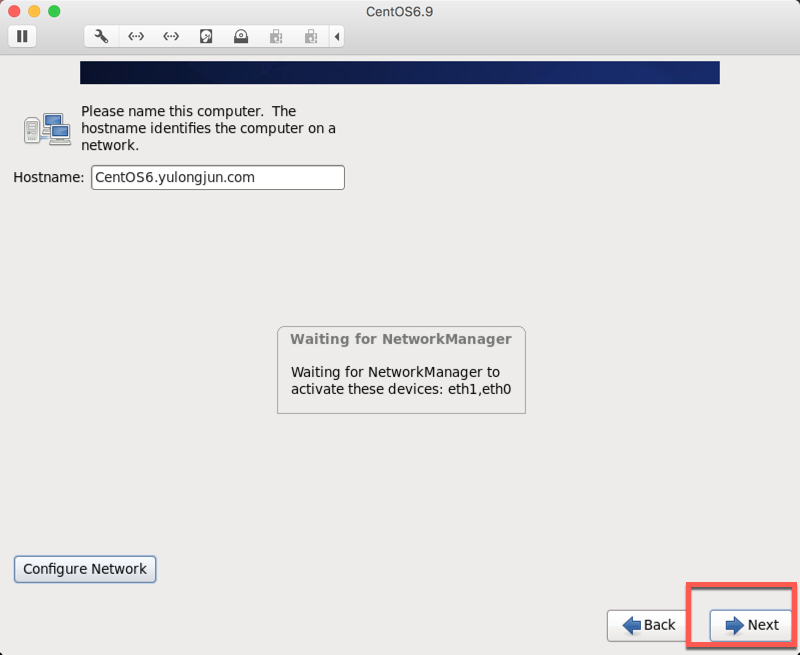 CentOS6.9
Please name this computer.  The
hostname identifies the computer on a
network.
Hostname: CentOS6.yulongjun.com
Waiting for NetworkManager
Waiting for NetworkManager to
activate these devices: eth1,eth0
Configure Network
Back Next